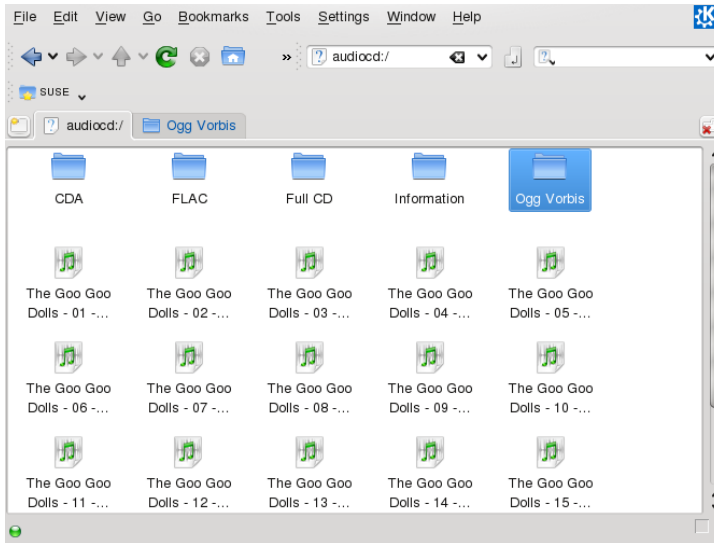 File Edit View Go Bookmarks Tools Settings Window Help
» audiocd:/
SUSE
audiocd:/ Ogg Vorbis
CDA FLAC Full CD Information Ogg Vorbis
The Goo Goo The Goo Goo The Goo Goo The Goo Goo The Goo Goo
Dolls - 01 -... Dolls - 02 -... Dolls - 03 -... Dolls - 04 -... Dolls - 05 -...
The Goo Goo The Goo Goo The Goo Goo The Goo Goo The Goo Goo
Dolls - 06 -... Dolls - 07 -... Dolls - 08 -... Dolls - 09 -... Dolls - 10 -...
The Goo Goo The Goo Goo The Goo Goo The Goo Goo The Goo Goo
Dolls - 11 -... Dolls - 12 -... Dolls - 13 -... Dolls - 14 -... Dolls - 15 -...